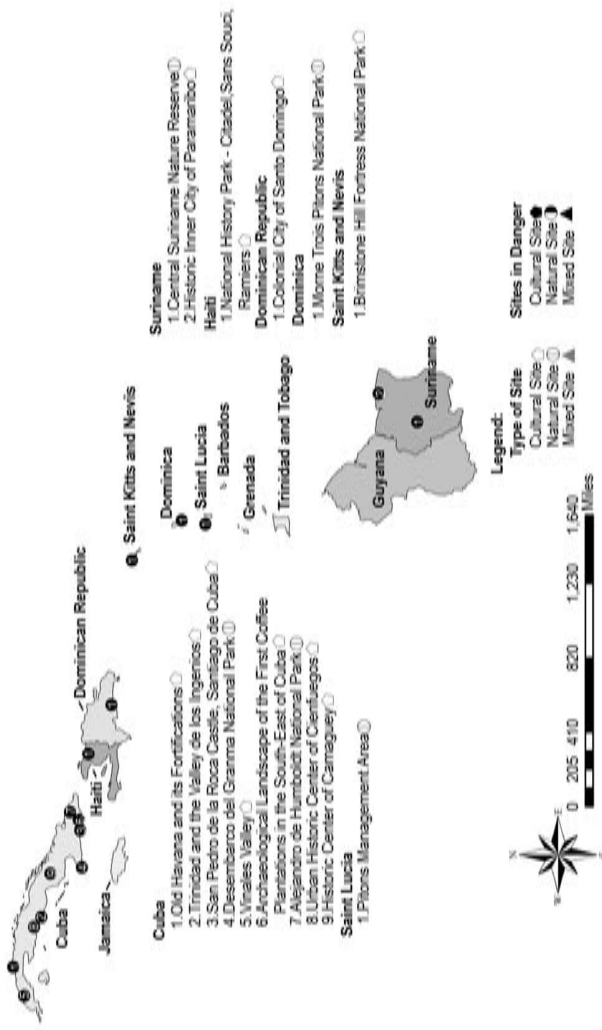 Dominican Republic
Saint Kitts and Nevis
Haiti
Cuba
Jamaica
Dominica
Saint Lucia
Barbados
Grenada
Trinidad and Tobago
Guyana
Suriname
Cuba
1.Old Havana and its Fortifications
2.Trinidad and the Valley de los Ingenios
3.San Pedro de la Roca Castle, Santiago de Cuba
4.Desembarco del Granma National Park
5.Vinales Valley
6.Archaeological Landscape of the First Coffee
Plantations in the South-East of Cuba
7.Alejandro de Humboldt National Park
8.Urban Historic Center of Cienfuegos
9.Historic Center of Camaguey
Saint Lucia
1.Pitons Management Area
Suriname
1.Central Suriname Nature Reserve
2.Historic Inner City of Paramaribo
Haiti
1.National History Park - Citadel,Sans Souci,
Ramiers
Dominican Republic
1.Colonial City of Santo Domingo
Dominica
1.Morne Trois Pitons National Park
Saint Kitts and Nevis
1.Brimstone Hill Fortress National Park
Legend:
Type of Site
Cultural Site
Natural Site
Mixed Site
Sites in Danger
Cultural Site
Natural Site
Mixed Site
0 205 410 820 1,230 1,640
Miles
N
E
S